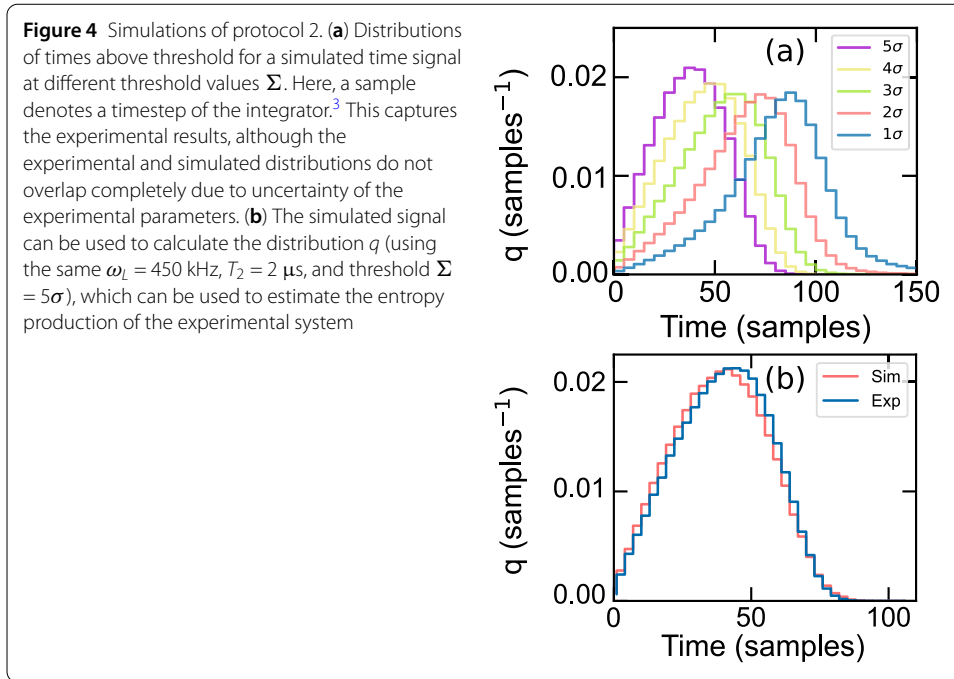 Figure 4 Simulations of protocol 2. (a) Distributions
of times above threshold for a simulated time signal
at different threshold values Σ. Here, a sample
denotes a timestep of the integrator.³ This captures
the experimental results, although the
experimental and simulated distributions do not
overlap completely due to uncertainty of the
experimental parameters. (b) The simulated signal
can be used to calculate the distribution q (using
the same ω_L = 450 kHz, T₂ = 2 μs, and threshold Σ
= 5σ), which can be used to estimate the entropy
production of the experimental system
(a)
5σ
4σ
3σ
2σ
1σ
0.02
0.01
0.00
q (samples⁻¹)
0 50 100 150
Time (samples)
(b)
Sim
Exp
0.02
0.01
0.00
q (samples⁻¹)
0 50 100
Time (samples)